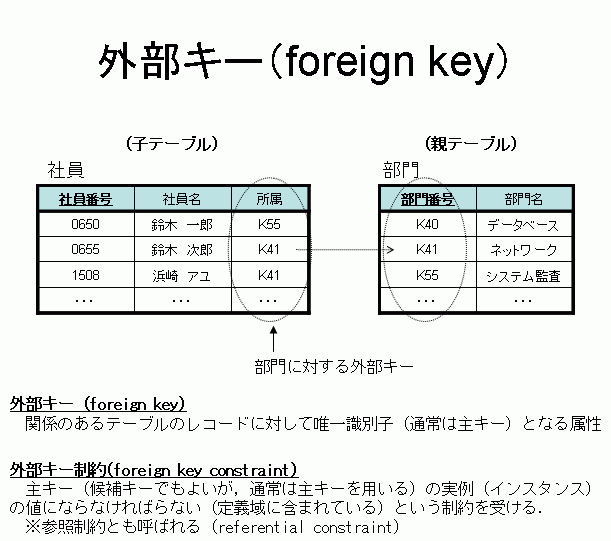 外部キー（foreign key）
（子テーブル）　（親テーブル）
社員　部門
社員番号　社員名　所属　部門番号　部門名
0650　鈴木 一郎　K55　K40　データベース
0655　鈴木 次郎　K41　K41　ネットワーク
1508　浜崎 アユ　K41　K55　システム監査
・・・　・・・　・・・　・・・　・・・
部門に対する外部キー
外部キー（foreign key）
関係のあるテーブルのレコードに対して唯一識別子（通常は主キー）となる属性
外部キー制約(foreign key constraint)
主キー（候補キーでもよいが，通常は主キーを用いる）の実例（インスタンス）
の値にならなければらない（定義域に含まれている）という制約を受ける．
※参照制約とも呼ばれる（referential constraint）